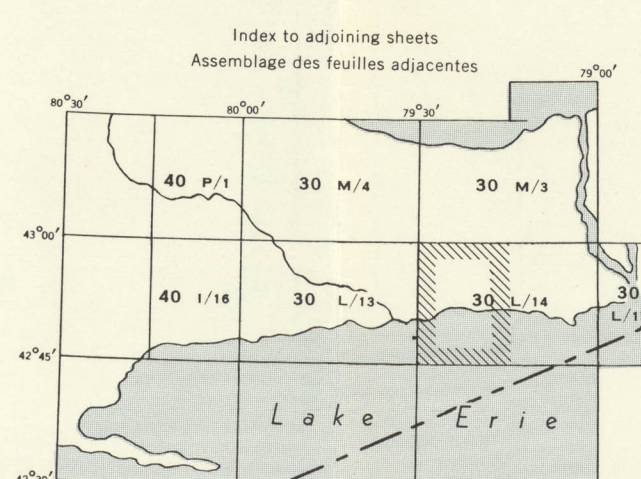 Index to adjoining sheets
Assemblage des feuilles adjacentes
80°30′ 80°00′ 79°30′ 79°00′
40 P/1 30 M/4 30 M/3
43°00′
40 I/16 30 L/13 30 L/14 30
L/1
42°45′
Lake Erie